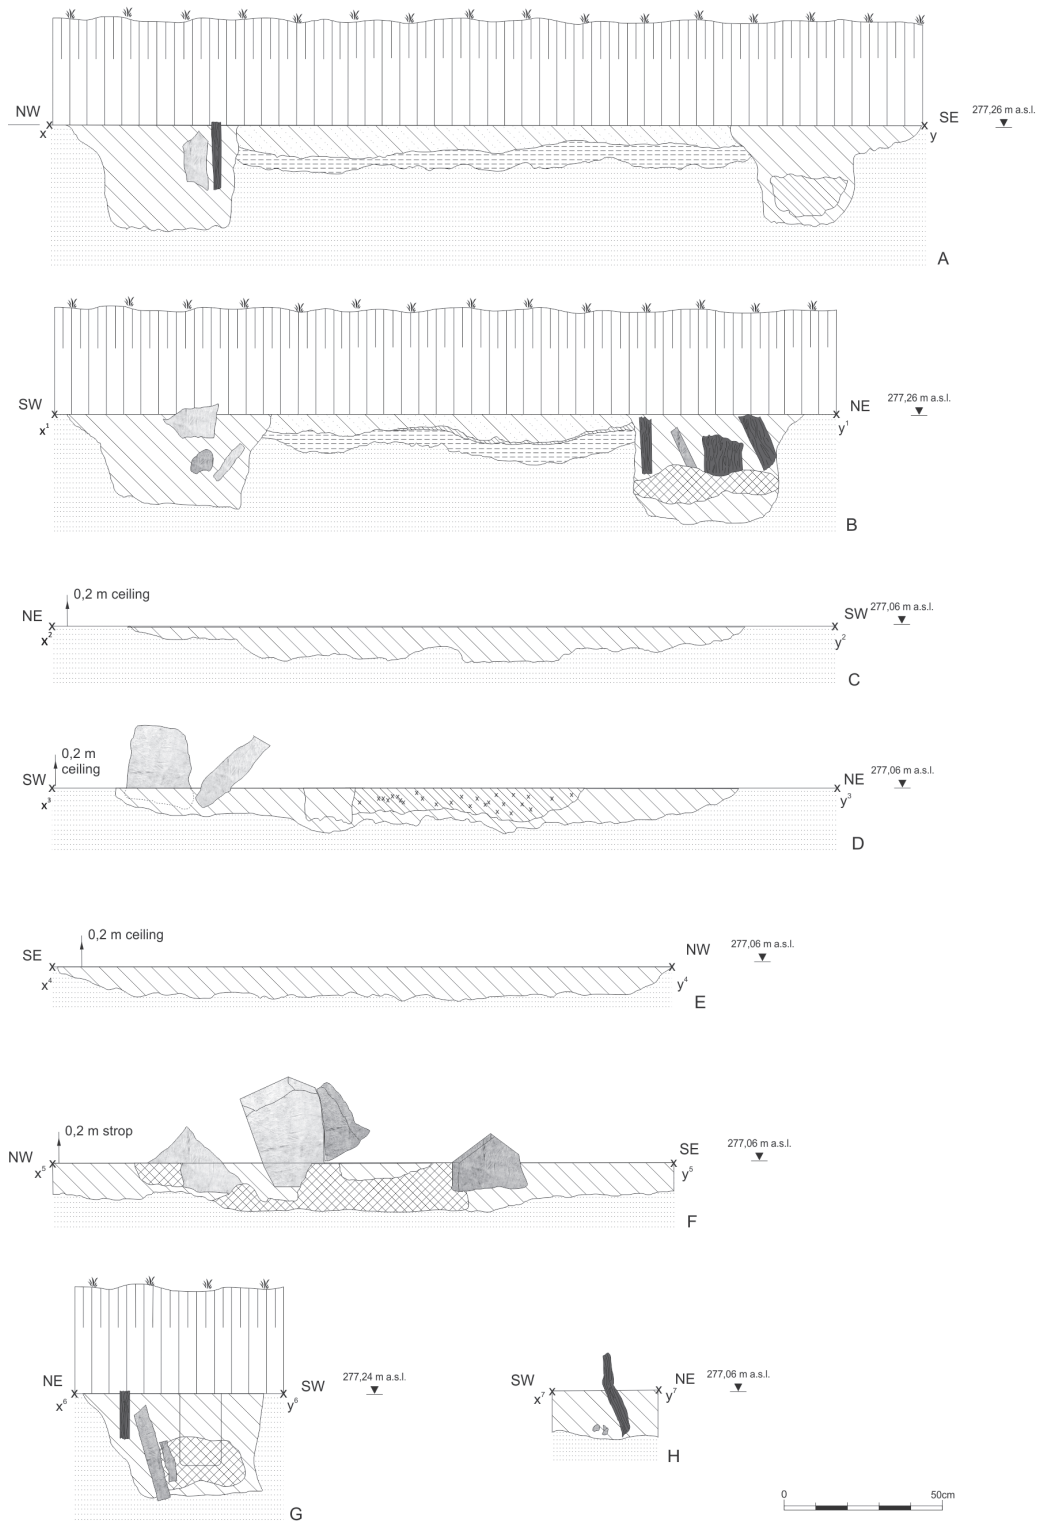 NW
x
SE
y
277,26 m a.s.l.
A
SW
x¹
NE
y¹
277,26 m a.s.l.
B
0,2 m ceiling
NE
x
x²
SW
x
y²
277,06 m a.s.l.
C
0,2 m
ceiling
SW
x
x³
x x x x x x x x x x x x x x x x x x x x x x x x
NE
x
y³
277,06 m a.s.l.
D
0,2 m ceiling
SE
x
x⁴
NW
x
y⁴
277,06 m a.s.l.
E
0,2 m strop
NW
x
x⁵
SE
x
y⁵
277,06 m a.s.l.
F
NE
x
x⁶
SW
x
y⁶
277,24 m a.s.l.
G
SW
x
x⁷
NE
x
y⁷
277,06 m a.s.l.
H
0 50cm